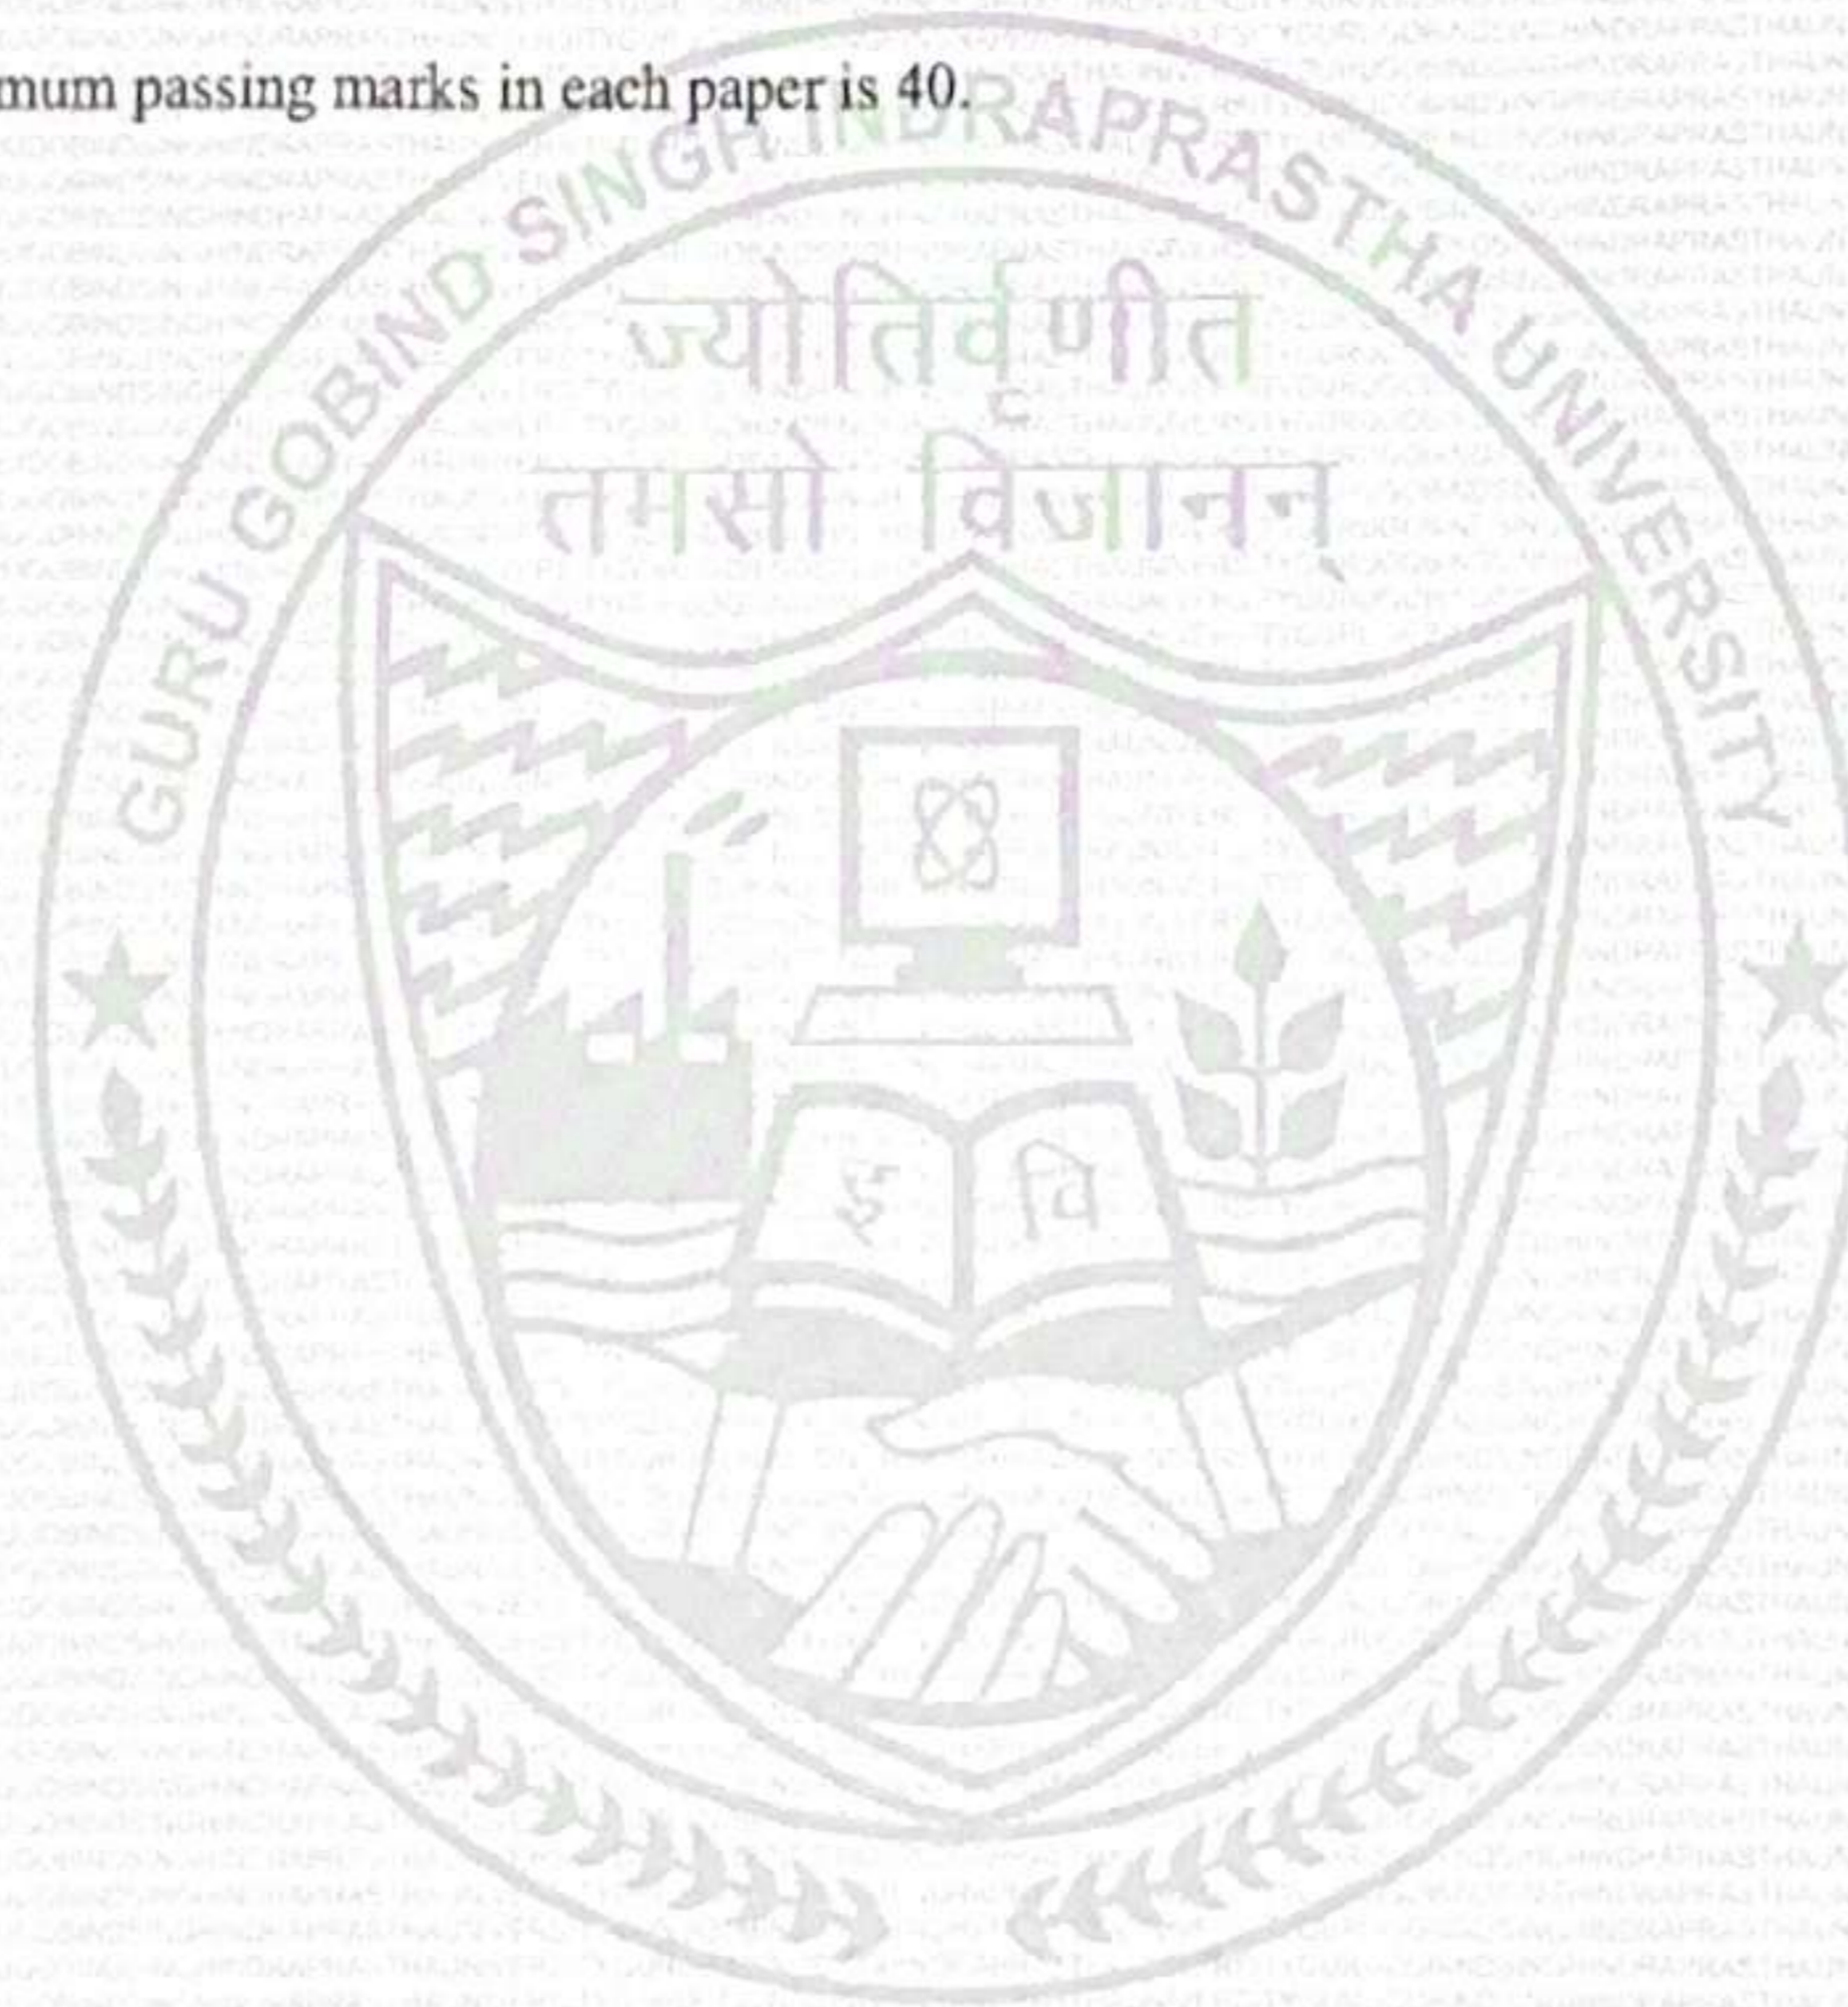 mum passing marks in each paper is 40.
GURU GOBIND SINGH INDRAPRASTHA UNIVERSITY
ज्योतिर्वृणीत
तमसो विजानन्
इ वि